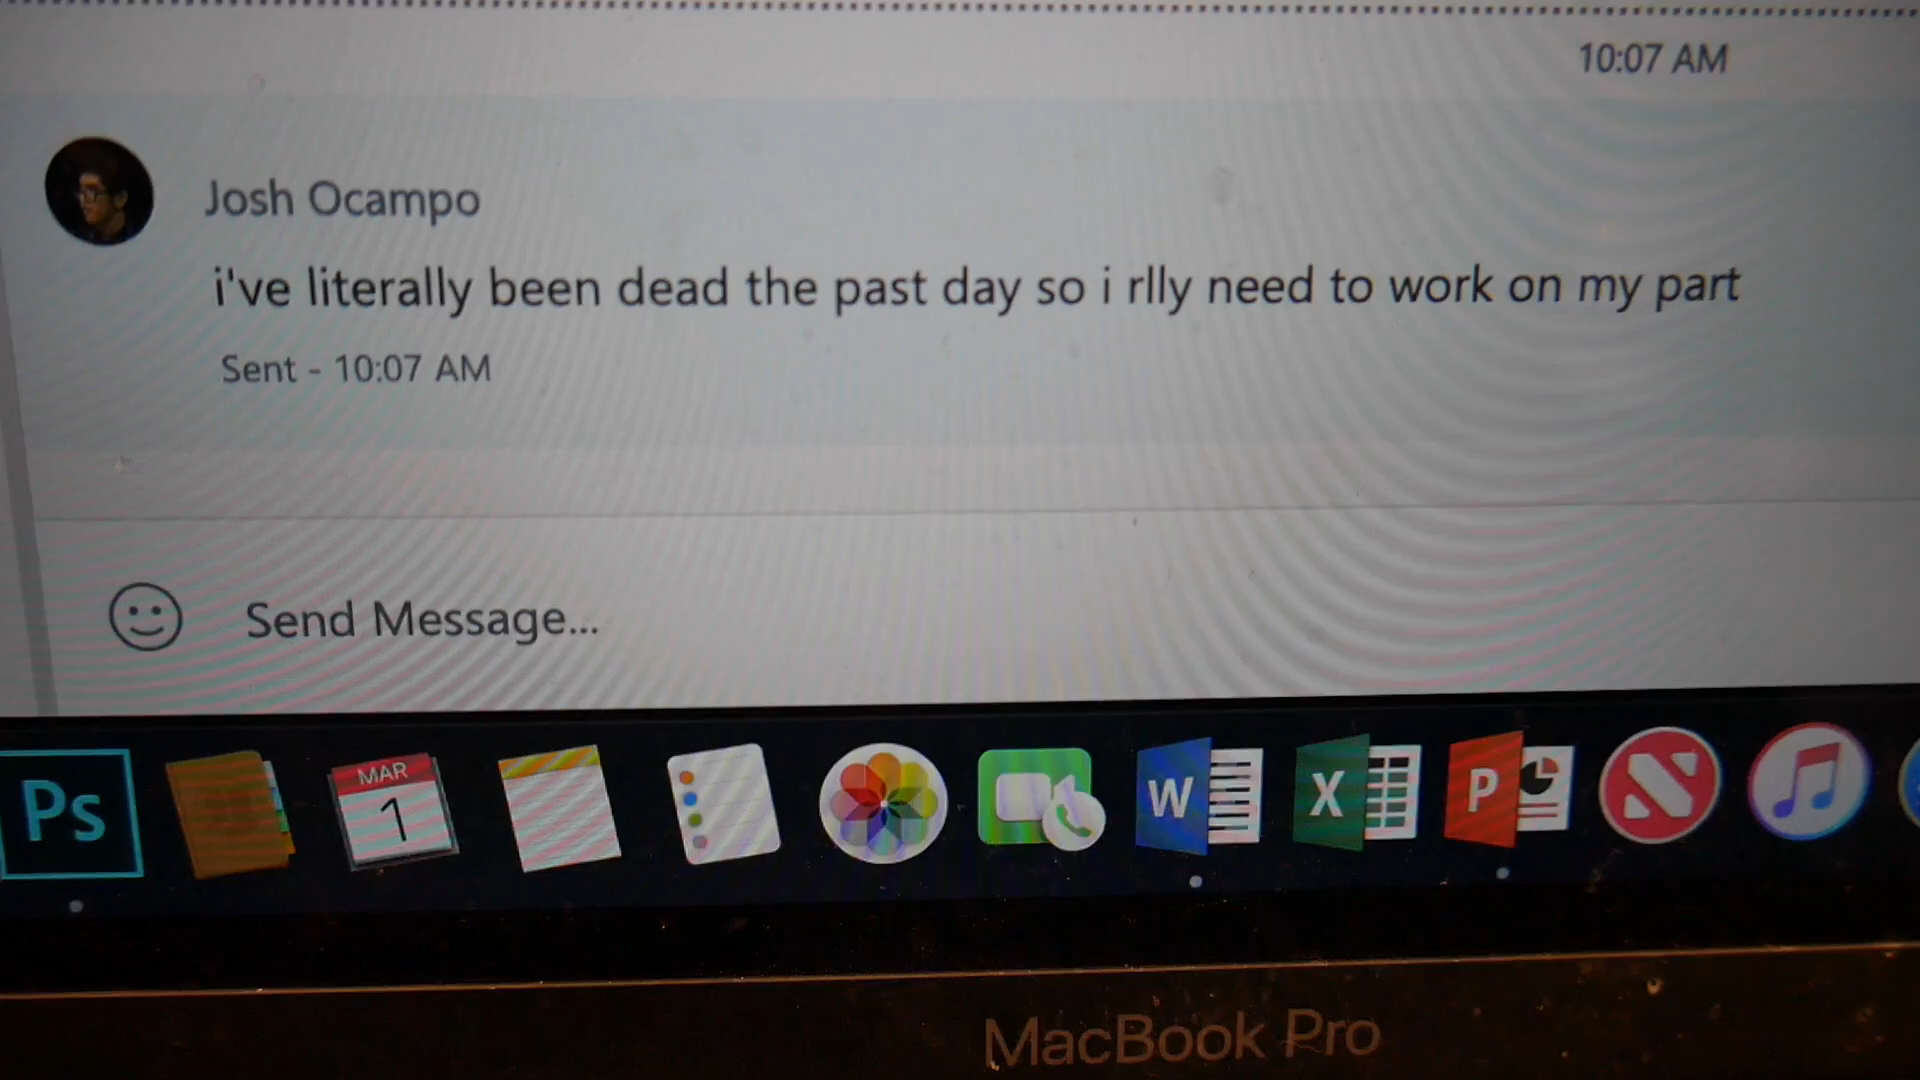 10:07 AM
Josh Ocampo
i've literally been dead the past day so i rlly need to work on my part
Sent - 10:07 AM
Send Message...
Ps
MAR
1
W
X
P
MacBook Pro